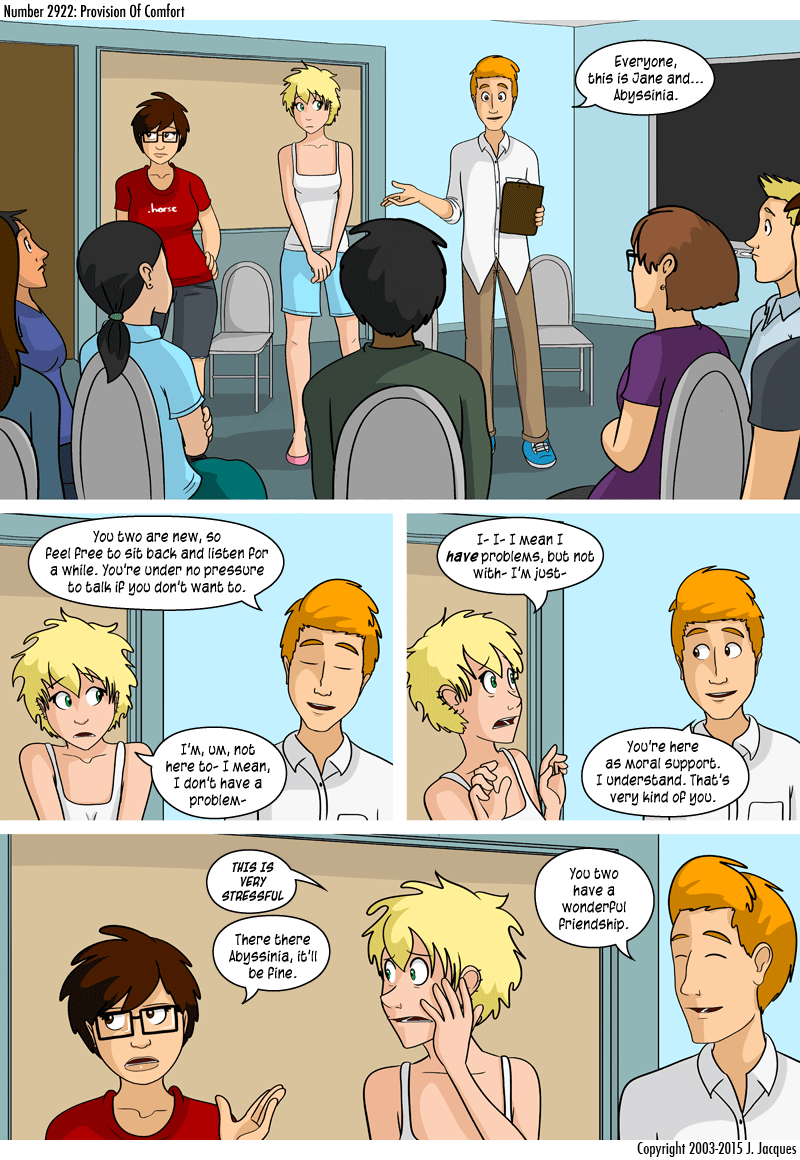 Number 2922: Provision Of Comfort
Everyone,
this is Jane and...
Abyssinia.
.horse
You two are new, so
feel free to sit back and listen for
a while. You're under no pressure
to talk if you don't want to.
I'm, um, not
here to- I mean,
I don't have a
problem-
I- I- I mean I
have problems, but not
with- I'm just-
You're here
as moral support.
I understand. That's
very kind of you.
THIS IS
VERY
STRESSFUL
There there
Abyssinia, it'll
be fine.
You two
have a
wonderful
friendship.
Copyright 2003-2015 J. Jacques